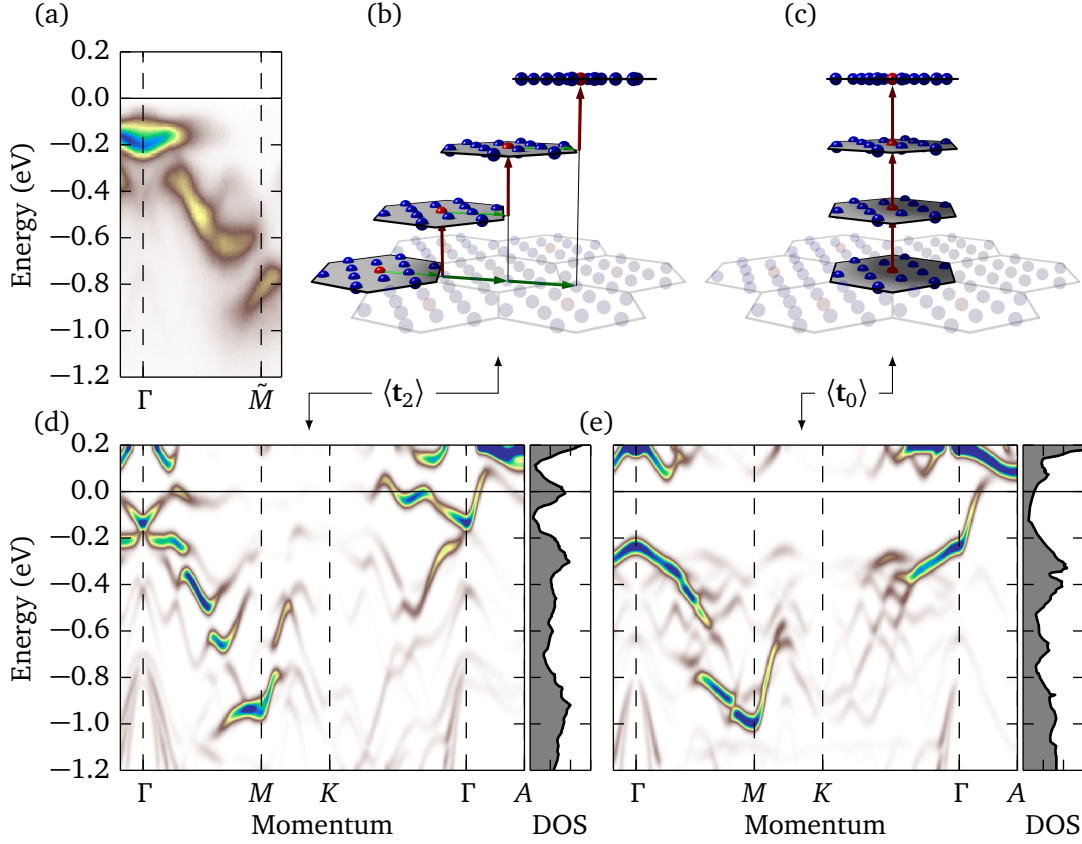 (a)
(b)
(c)
0.2
0.0
−0.2
−0.4
−0.6
−0.8
−1.0
−1.2
Energy (eV)
Γ
M̃
⟨t₂⟩
⟨t₀⟩
(d)
(e)
0.2
0.0
−0.2
−0.4
−0.6
−0.8
−1.0
−1.2
Energy (eV)
Γ M K Γ A
Momentum
DOS
Γ M K Γ A
Momentum
DOS